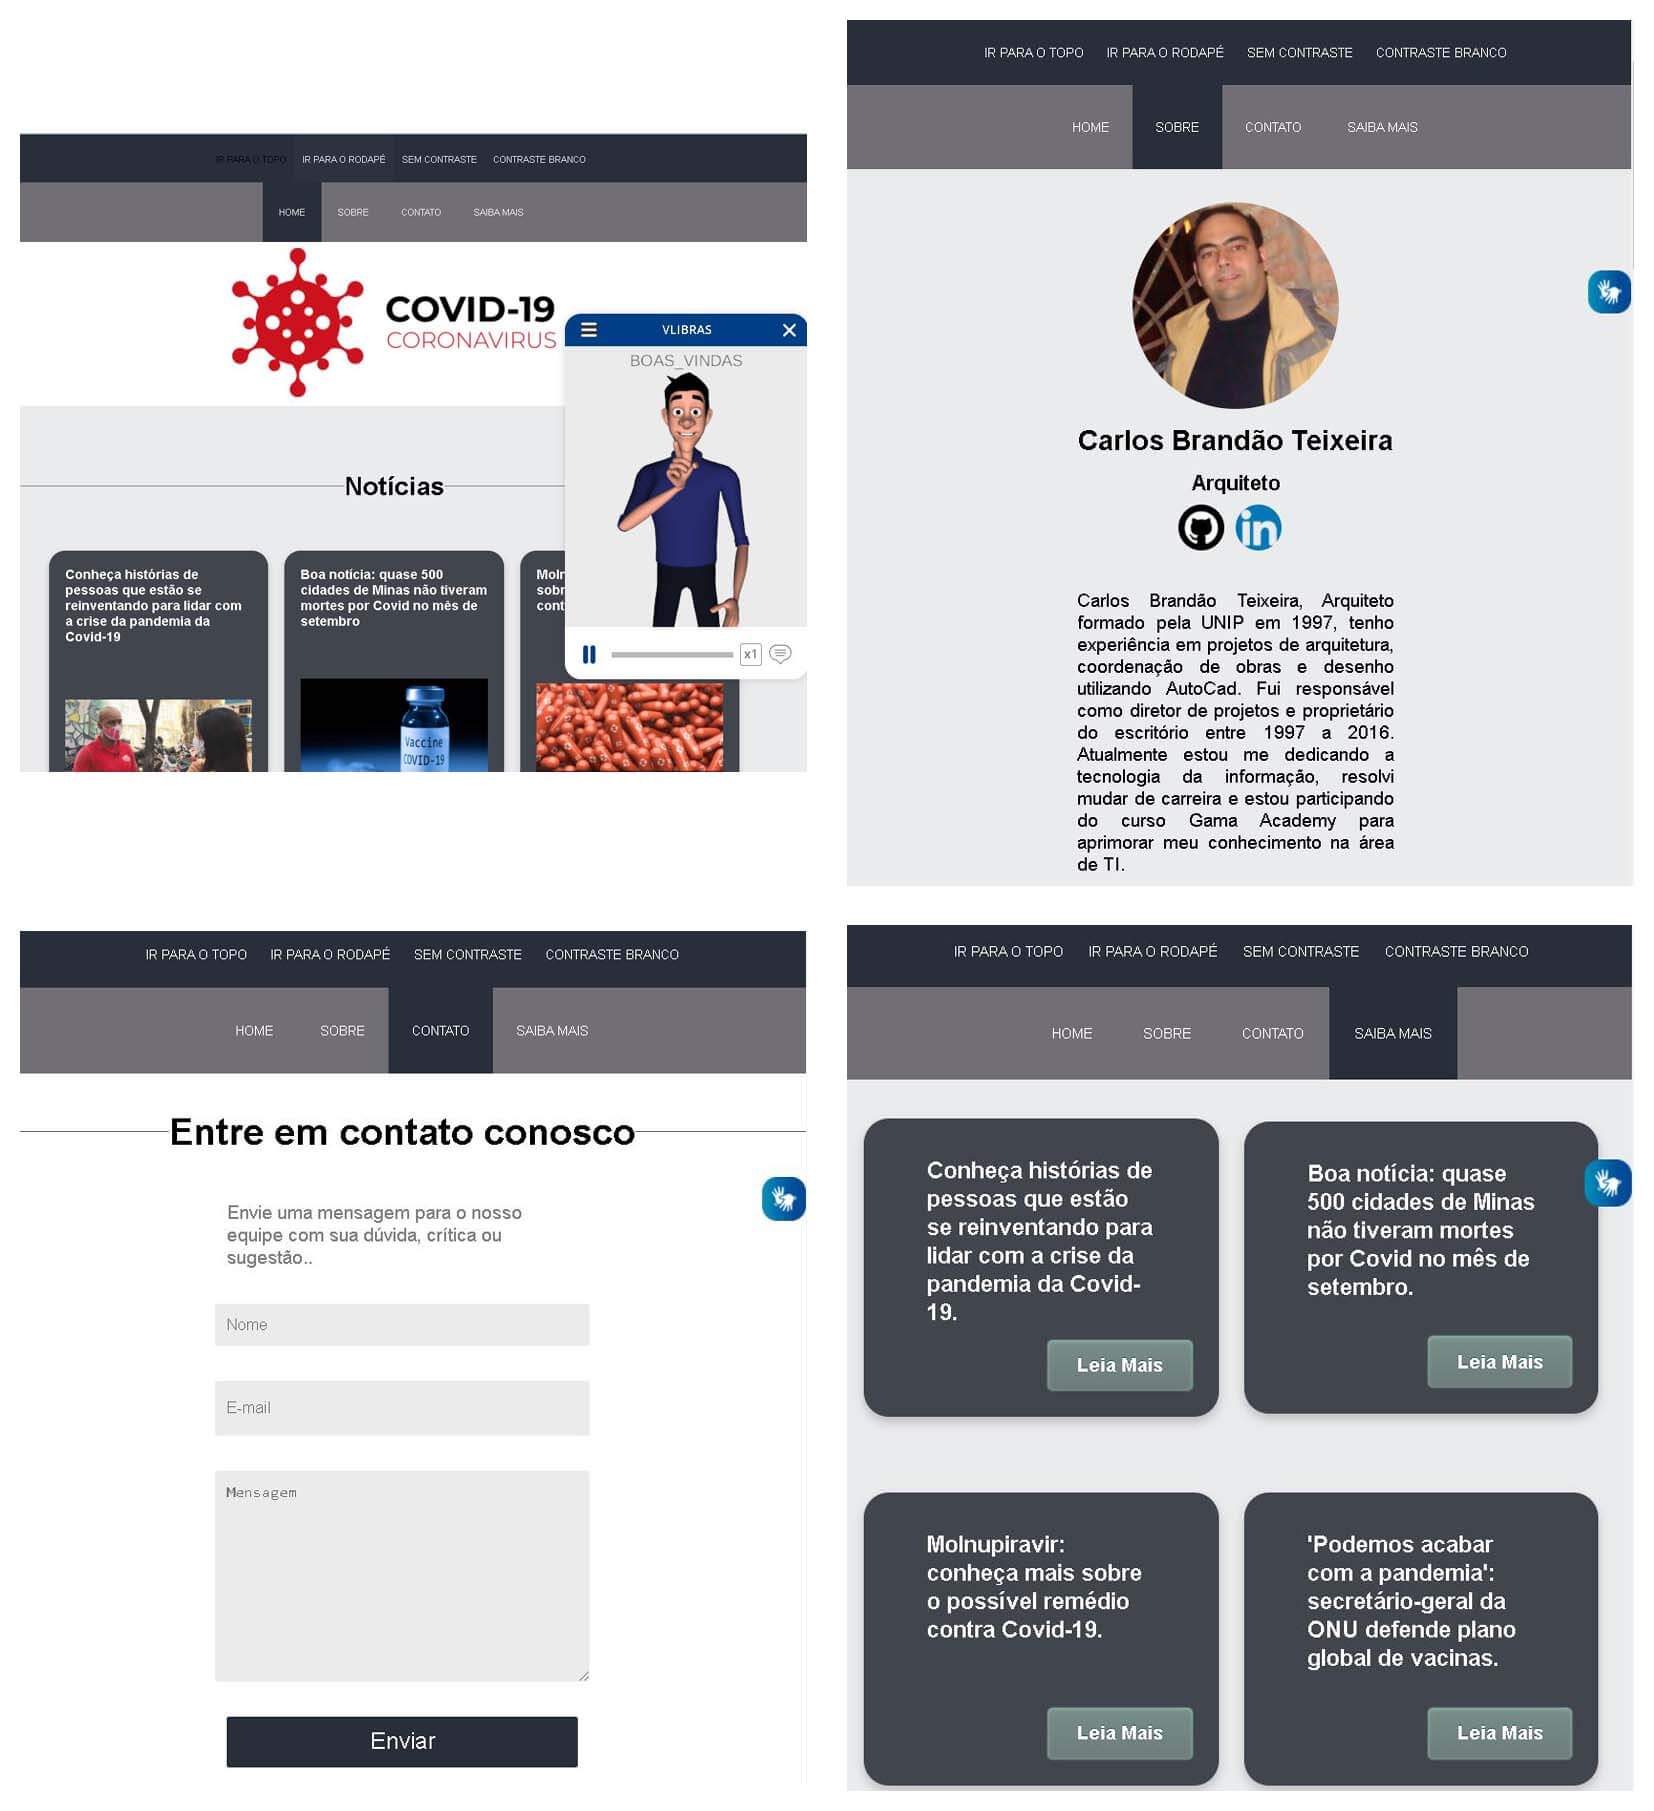 IR PARA O TOPO IR PARA O RODAPÉ SEM CONTRASTE CONTRASTE BRANCO
HOME SOBRE CONTATO SAIBA MAIS
COVID-19
CORONAVIRUS
VLIBRAS
BOAS_VINDAS
x1
Notícias
Conheça histórias de
pessoas que estão se
reinventando para lidar com
a crise da pandemia da
Covid-19
Boa notícia: quase 500
cidades de Minas não tiveram
mortes por Covid no mês de
setembro
Vaccine
COVID-19
Moln
sobr
cont
IR PARA O TOPO IR PARA O RODAPÉ SEM CONTRASTE CONTRASTE BRANCO
HOME SOBRE CONTATO SAIBA MAIS
Carlos Brandão Teixeira
Arquiteto
in
Carlos Brandão Teixeira, Arquiteto
formado pela UNIP em 1997, tenho
experiência em projetos de arquitetura,
coordenação de obras e desenho
utilizando AutoCad. Fui responsável
como diretor de projetos e proprietário
do escritório entre 1997 a 2016.
Atualmente estou me dedicando a
tecnologia da informação, resolvi
mudar de carreira e estou participando
do curso Gama Academy para
aprimorar meu conhecimento na área
de TI.
IR PARA O TOPO IR PARA O RODAPÉ SEM CONTRASTE CONTRASTE BRANCO
HOME SOBRE CONTATO SAIBA MAIS
Entre em contato conosco
Envie uma mensagem para o nosso
equipe com sua dúvida, crítica ou
sugestão..
Nome
E-mail
Mensagem
Enviar
IR PARA O TOPO IR PARA O RODAPÉ SEM CONTRASTE CONTRASTE BRANCO
HOME SOBRE CONTATO SAIBA MAIS
Conheça histórias de
pessoas que estão
se reinventando para
lidar com a crise da
pandemia da Covid-
19.
Leia Mais
Boa notícia: quase
500 cidades de Minas
não tiveram mortes
por Covid no mês de
setembro.
Leia Mais
Molnupiravir:
conheça mais sobre
o possível remédio
contra Covid-19.
Leia Mais
'Podemos acabar
com a pandemia':
secretário-geral da
ONU defende plano
global de vacinas.
Leia Mais